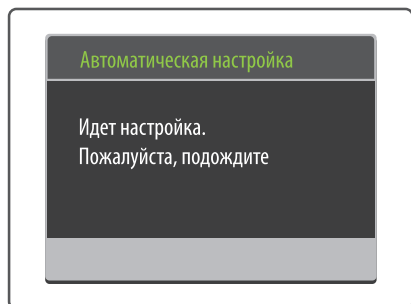 Автоматическая настройка
Идет настройка.
Пожалуйста, подождите